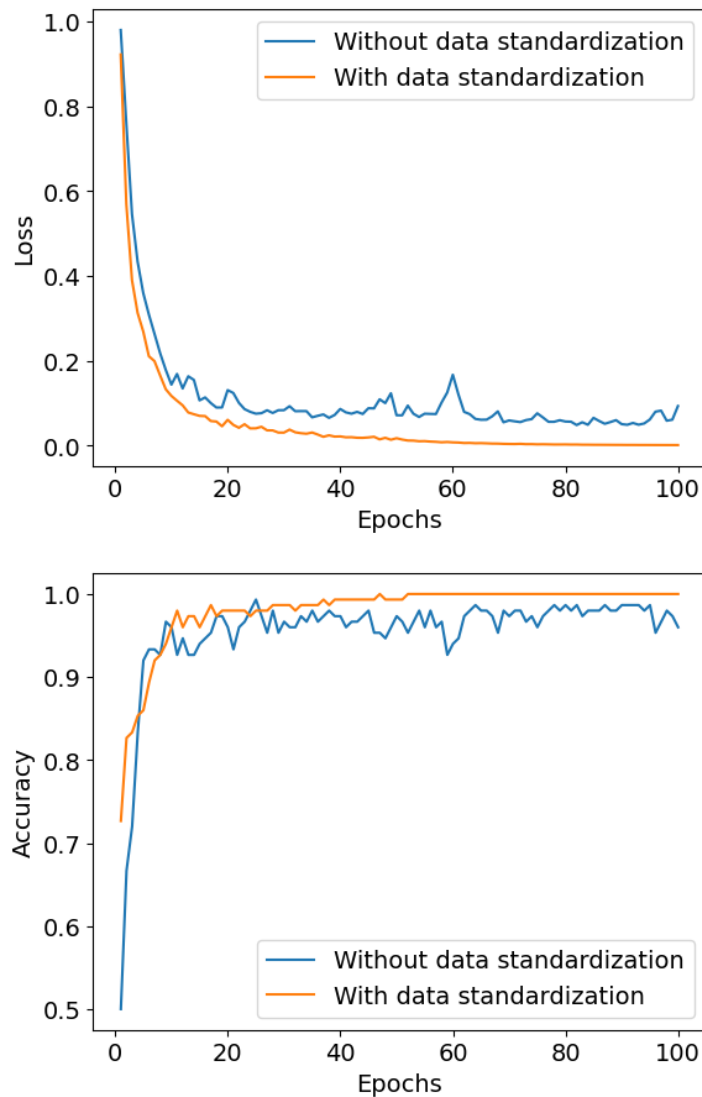 1.0
0.8
0.6
0.4
0.2
0.0
Loss
Without data standardization
With data standardization
0 20 40 60 80 100
Epochs
1.0
0.9
0.8
0.7
0.6
0.5
Accuracy
Without data standardization
With data standardization
0 20 40 60 80 100
Epochs